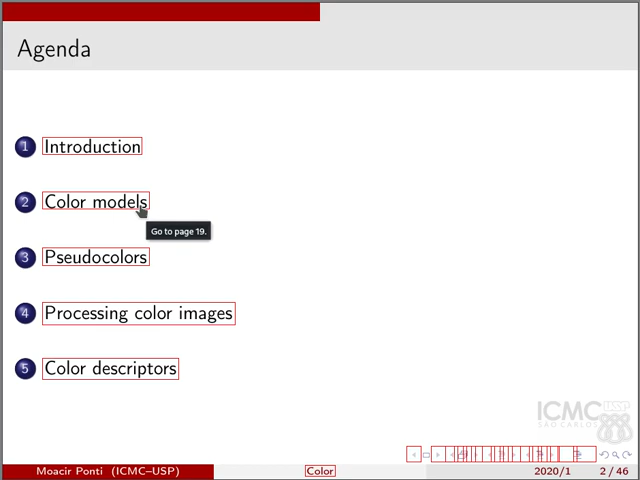 Agenda
1 Introduction
2 Color models
Go to page 19.
3 Pseudocolors
4 Processing color images
5 Color descriptors
ICMC USP
SÃO CARLOS
Moacir Ponti (ICMC–USP) Color 2020/1 2 / 46